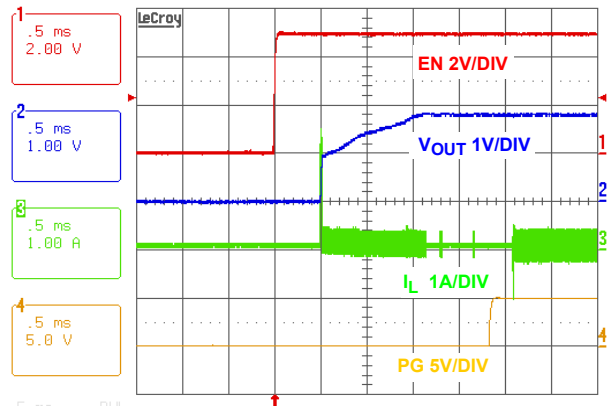 1
.5 ms
2.00 V
2
.5 ms
1.00 V
3
.5 ms
1.00 A
4
.5 ms
5.0 V
LeCroy
EN 2V/DIV
VOUT 1V/DIV
IL 1A/DIV
PG 5V/DIV
1
2
3
4